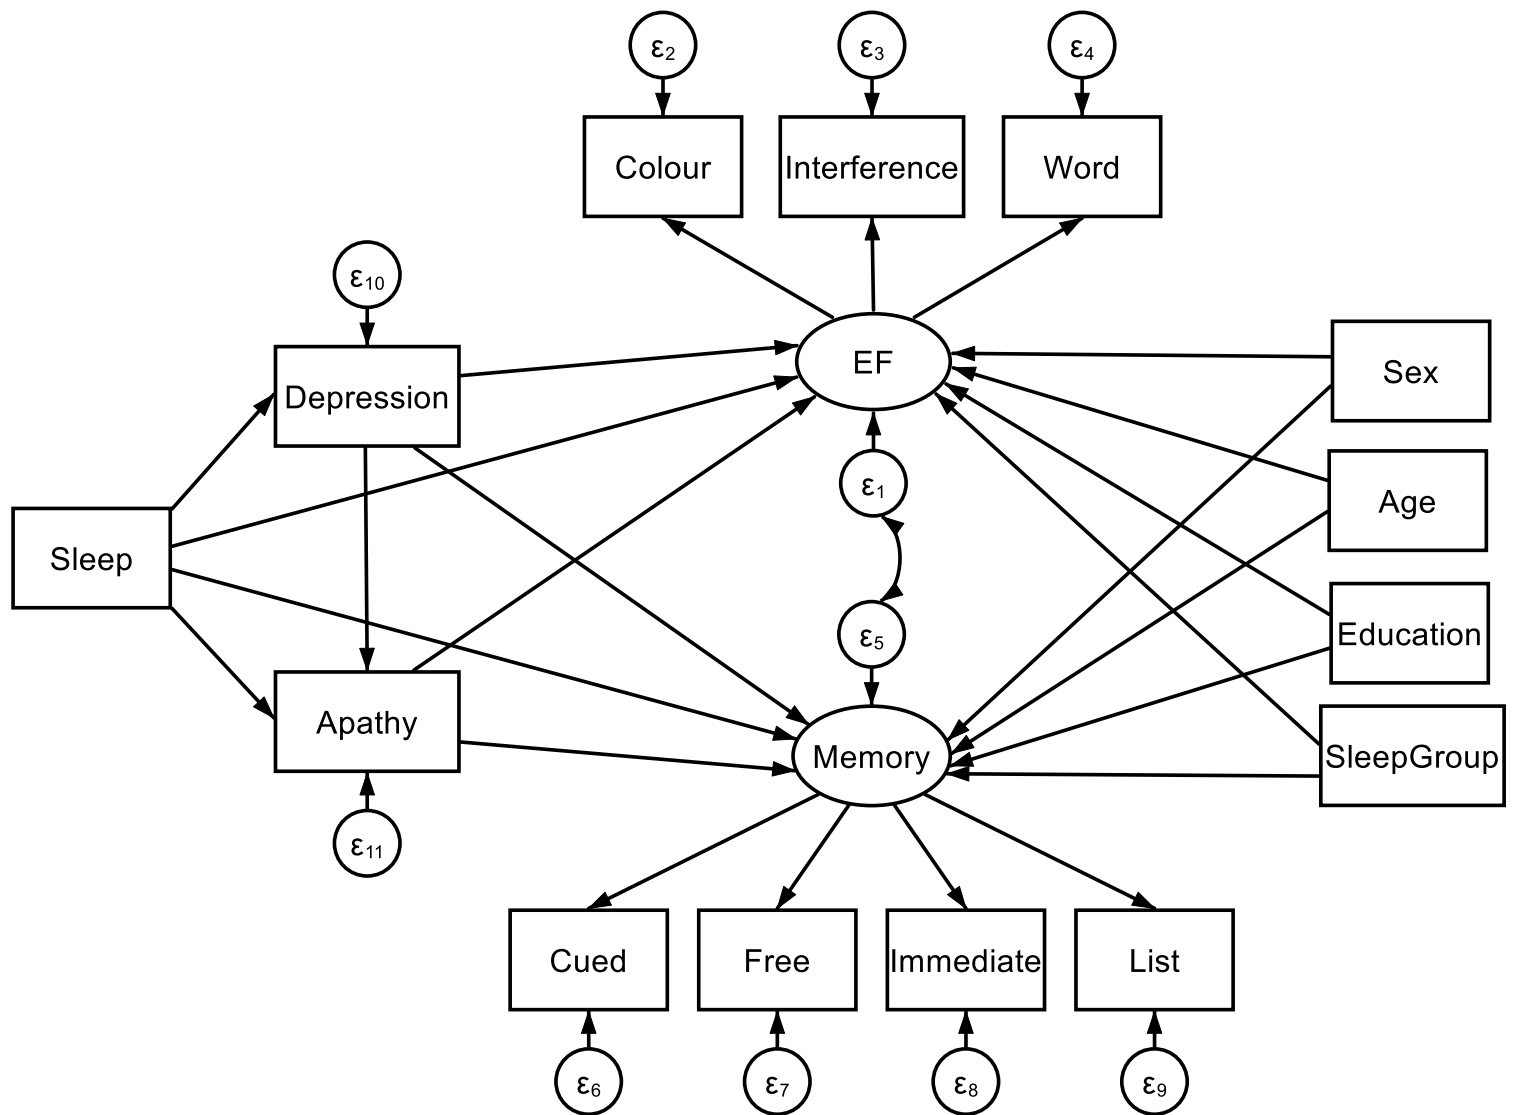 ε2
ε3
ε4
Colour
Interference
Word
ε10
Depression
EF
Sex
ε1
Age
Sleep
ε5
Education
Apathy
Memory
SleepGroup
ε11
Cued
Free
Immediate
List
ε6
ε7
ε8
ε9